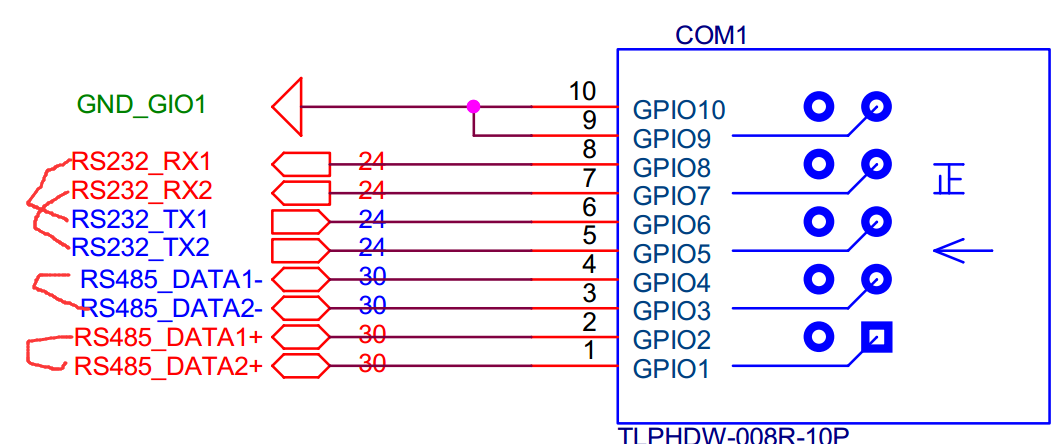 COM1
GND_GIO1 10 GPIO10
9 GPIO9
RS232_RX1 24 8 GPIO8
RS232_RX2 24 7 GPIO7
RS232_TX1 24 6 GPIO6
RS232_TX2 24 5 GPIO5
RS485_DATA1- 30 4 GPIO4
RS485_DATA2- 30 3 GPIO3
RS485_DATA1+ 30 2 GPIO2
RS485_DATA2+ 30 1 GPIO1
正
TLPHDW-008R-10P